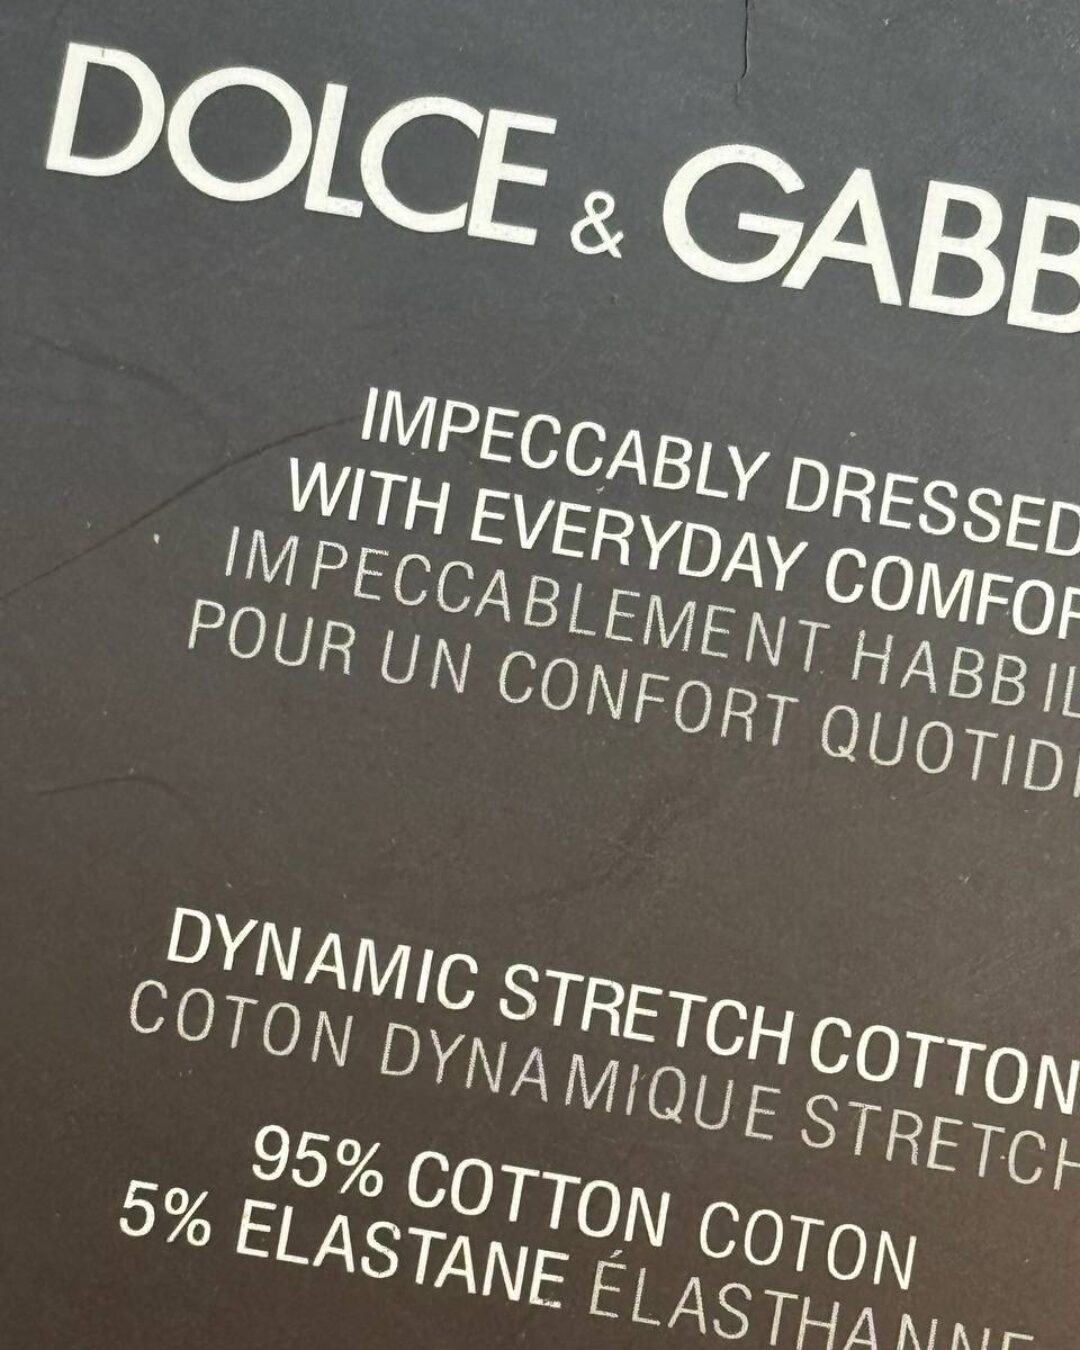 DOLCE & GABB
IMPECCABLY DRESSED
WITH EVERYDAY COMFOR
IMPECCABLEMENT HABBIL
POUR UN CONFORT QUOTIDI
DYNAMIC STRETCH COTTON
COTON DYNAMIQUE STRETCH
95% COTTON COTON
5% ELASTANE ÉLASTHANNE